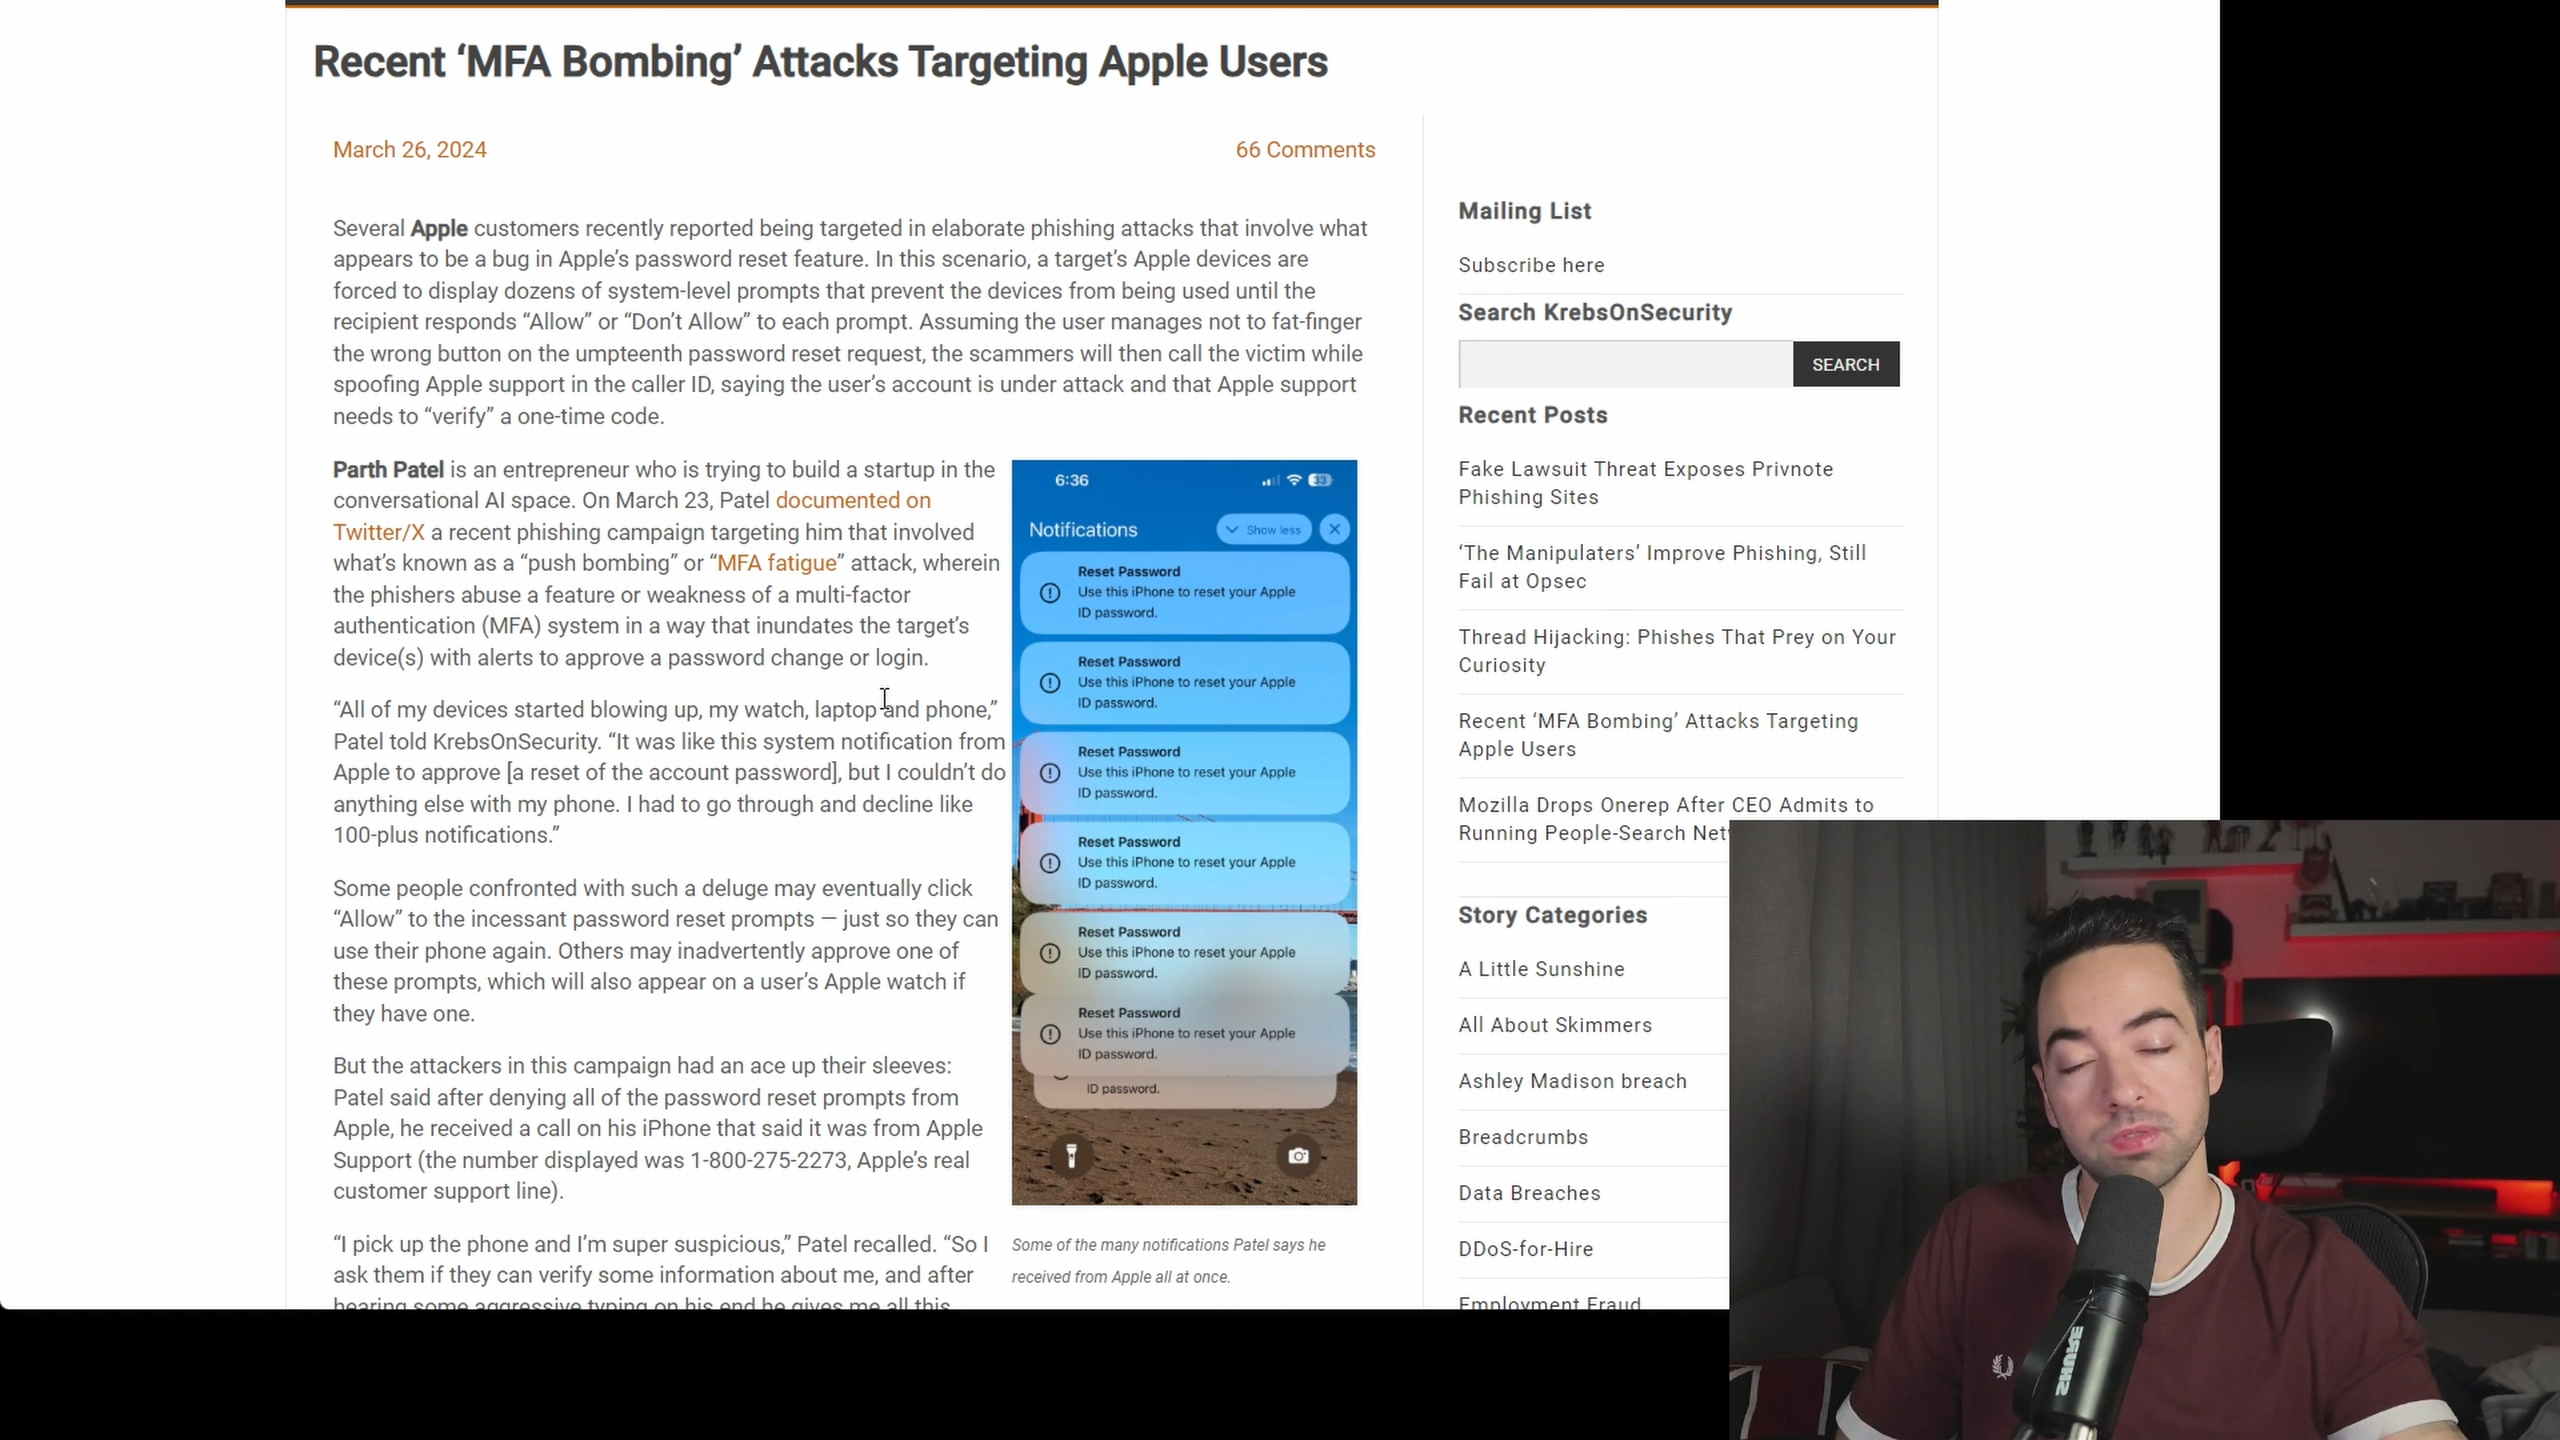 Recent ‘MFA Bombing’ Attacks Targeting Apple Users
March 26, 2024
66 Comments
Several Apple customers recently reported being targeted in elaborate phishing attacks that involve what
appears to be a bug in Apple’s password reset feature. In this scenario, a target’s Apple devices are
forced to display dozens of system-level prompts that prevent the devices from being used until the
recipient responds “Allow” or “Don’t Allow” to each prompt. Assuming the user manages not to fat-finger
the wrong button on the umpteenth password reset request, the scammers will then call the victim while
spoofing Apple support in the caller ID, saying the user’s account is under attack and that Apple support
needs to “verify” a one-time code.
Parth Patel is an entrepreneur who is trying to build a startup in the
conversational AI space. On March 23, Patel documented on
Twitter/X a recent phishing campaign targeting him that involved
what’s known as a “push bombing” or “MFA fatigue” attack, wherein
the phishers abuse a feature or weakness of a multi-factor
authentication (MFA) system in a way that inundates the target’s
device(s) with alerts to approve a password change or login.
“All of my devices started blowing up, my watch, laptop and phone,”
Patel told KrebsOnSecurity. “It was like this system notification from
Apple to approve [a reset of the account password], but I couldn’t do
anything else with my phone. I had to go through and decline like
100-plus notifications.”
Some people confronted with such a deluge may eventually click
“Allow” to the incessant password reset prompts — just so they can
use their phone again. Others may inadvertently approve one of
these prompts, which will also appear on a user’s Apple watch if
they have one.
But the attackers in this campaign had an ace up their sleeves:
Patel said after denying all of the password reset prompts from
Apple, he received a call on his iPhone that said it was from Apple
Support (the number displayed was 1-800-275-2273, Apple’s real
customer support line).
“I pick up the phone and I’m super suspicious,” Patel recalled. “So I
ask them if they can verify some information about me, and after
hearing some aggressive typing on his end he gives me all this
6:36
33
Notifications
Show less
Reset Password
Use this iPhone to reset your Apple
ID password.
Reset Password
Use this iPhone to reset your Apple
ID password.
Reset Password
Use this iPhone to reset your Apple
ID password.
Reset Password
Use this iPhone to reset your Apple
ID password.
Reset Password
Use this iPhone to reset your Apple
ID password.
Reset Password
Use this iPhone to reset your Apple
ID password.
ID password.
Some of the many notifications Patel says he
received from Apple all at once.
Mailing List
Subscribe here
Search KrebsOnSecurity
SEARCH
Recent Posts
Fake Lawsuit Threat Exposes Privnote
Phishing Sites
‘The Manipulaters’ Improve Phishing, Still
Fail at Opsec
Thread Hijacking: Phishes That Prey on Your
Curiosity
Recent ‘MFA Bombing’ Attacks Targeting
Apple Users
Mozilla Drops Onerep After CEO Admits to
Running People-Search
Story Categories
A Little Sunshine
All About Skimmers
Ashley Madison breach
Breadcrumbs
Data Breaches
DDoS-for-Hire
Employment Fraud
SHURE